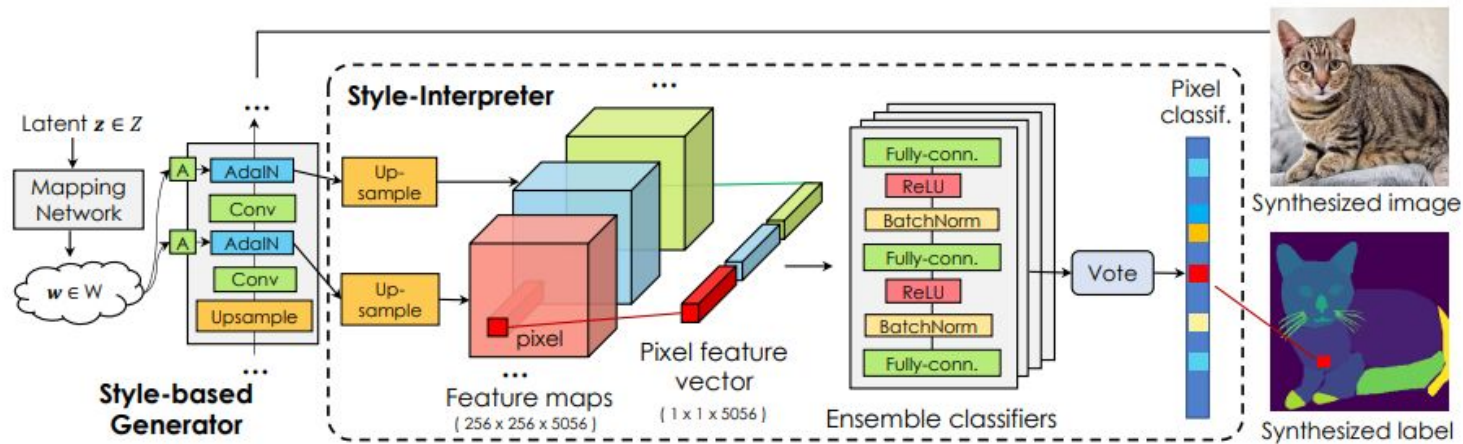 Latent z ∈ Z
Mapping
Network
w ∈ W
...
A
AdaIN
Conv
A
AdaIN
Conv
Upsample
...
Style-based
Generator
Style-Interpreter
Up-
sample
Up-
sample
...
pixel
...
Feature maps
( 256 x 256 x 5056 )
Pixel feature
vector
( 1 x 1 x 5056 )
Fully-conn.
ReLU
BatchNorm
Fully-conn.
ReLU
BatchNorm
Fully-conn.
Ensemble classifiers
Vote
Pixel
classif.
Synthesized image
Synthesized label